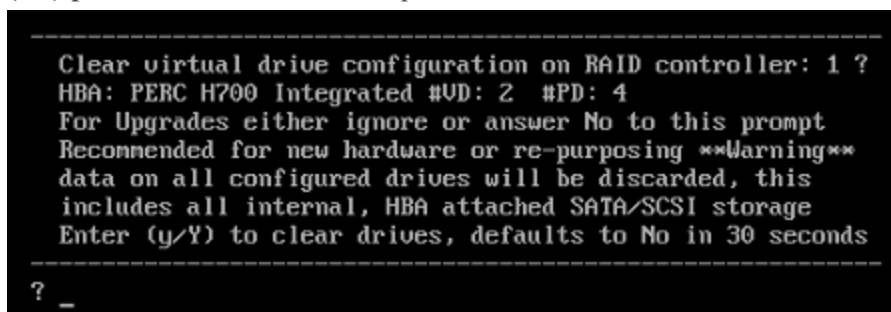 ------------------------------------------------------------
Clear virtual drive configuration on RAID controller: 1 ?
HBA: PERC H700 Integrated #VD: 2 #PD: 4
For Upgrades either ignore or answer No to this prompt
Recommended for new hardware or re-purposing **Warning**
data on all configured drives will be discarded, this
includes all internal, HBA attached SATA/SCSI storage
Enter (y/Y) to clear drives, defaults to No in 30 seconds
------------------------------------------------------------
? _